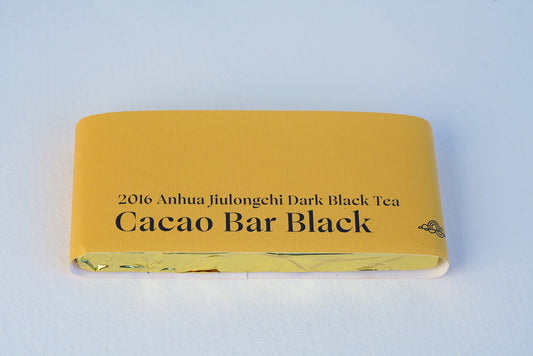 2016 Anhua Jiulongchi Dark Black Tea
Cacao Bar Black